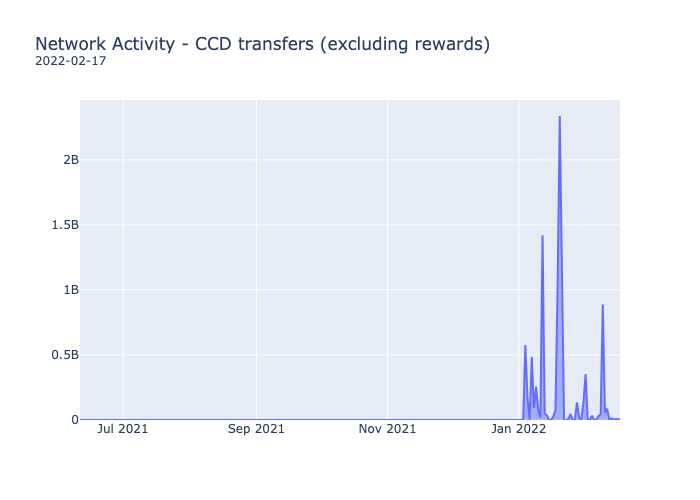 Network Activity - CCD transfers (excluding rewards)
2022-02-17
2B
1.5B
1B
0.5B
0
Jul 2021 Sep 2021 Nov 2021 Jan 2022